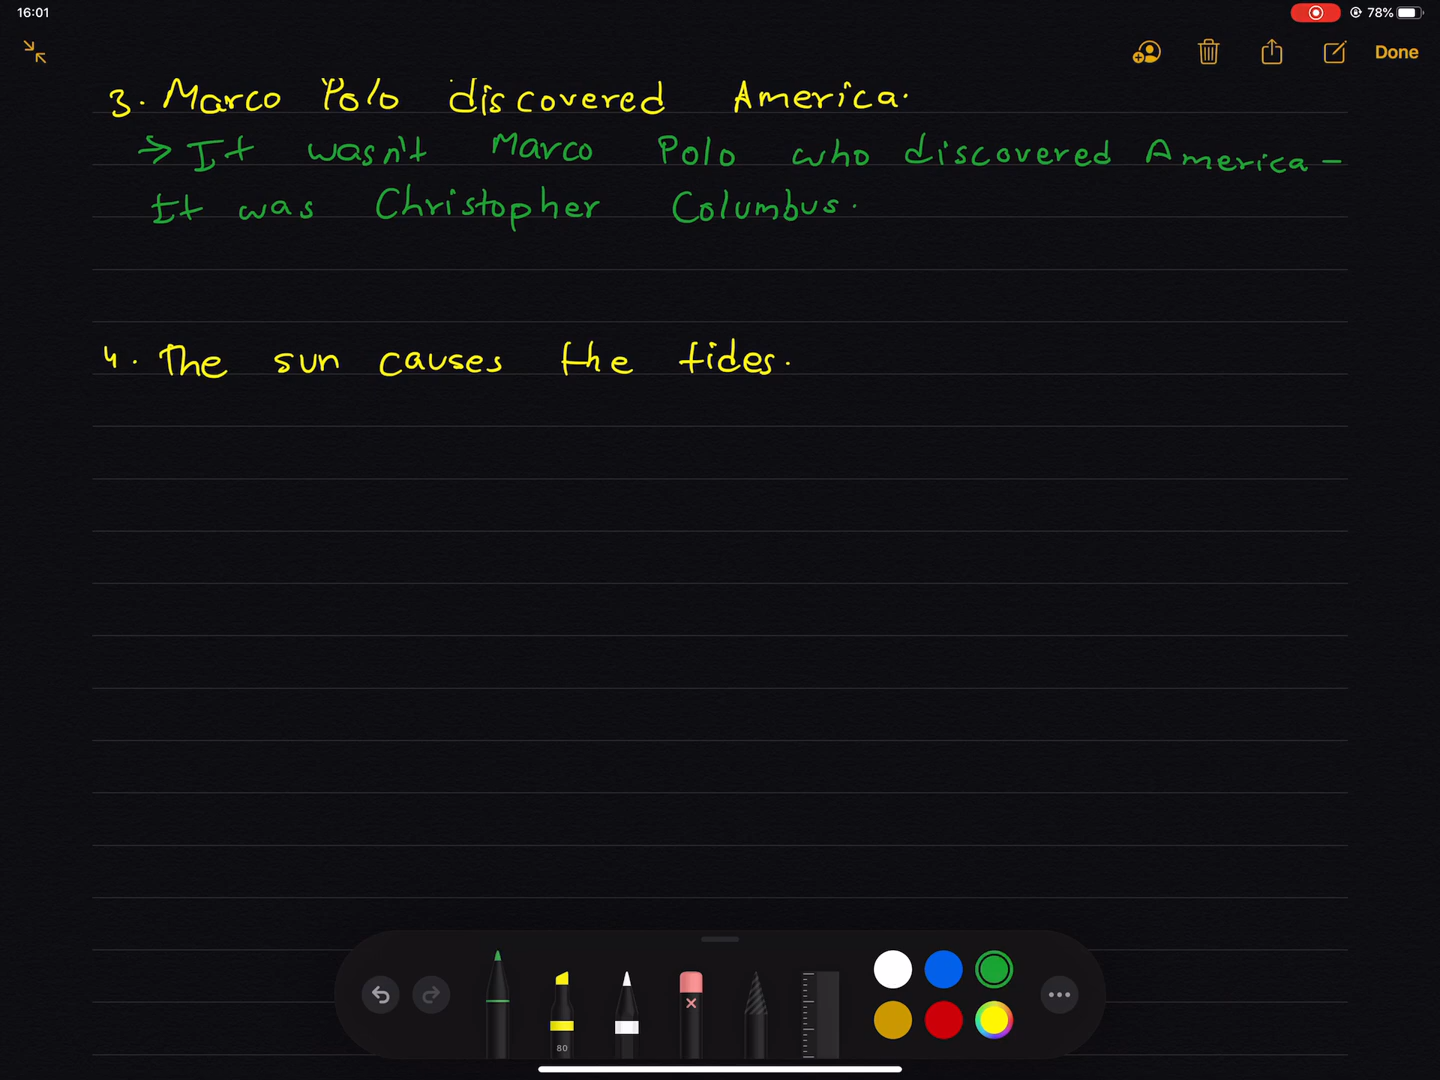 16:01
78%
Done
3. Marco Polo discovered America.
→ It wasn't Marco Polo who discovered America –
It was Christopher Columbus.
4. The sun causes the tides.
80